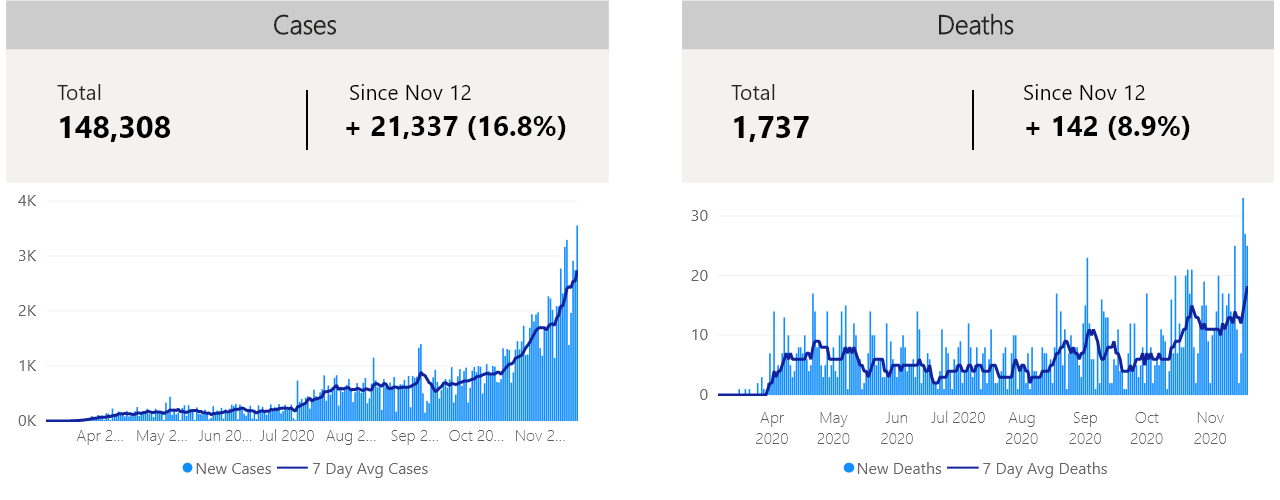 Cases
Total
148,308
Since Nov 12
+ 21,337 (16.8%)
4K
3K
2K
1K
0K
Apr 2... May 2... Jun 20... Jul 2020 Aug 2... Sep 2... Oct 20... Nov 2...
New Cases 7 Day Avg Cases
Deaths
Total
1,737
Since Nov 12
+ 142 (8.9%)
30
20
10
0
Apr May Jun Jul 2020 Aug Sep Oct Nov
2020 2020 2020 2020 2020 2020 2020
New Deaths 7 Day Avg Deaths